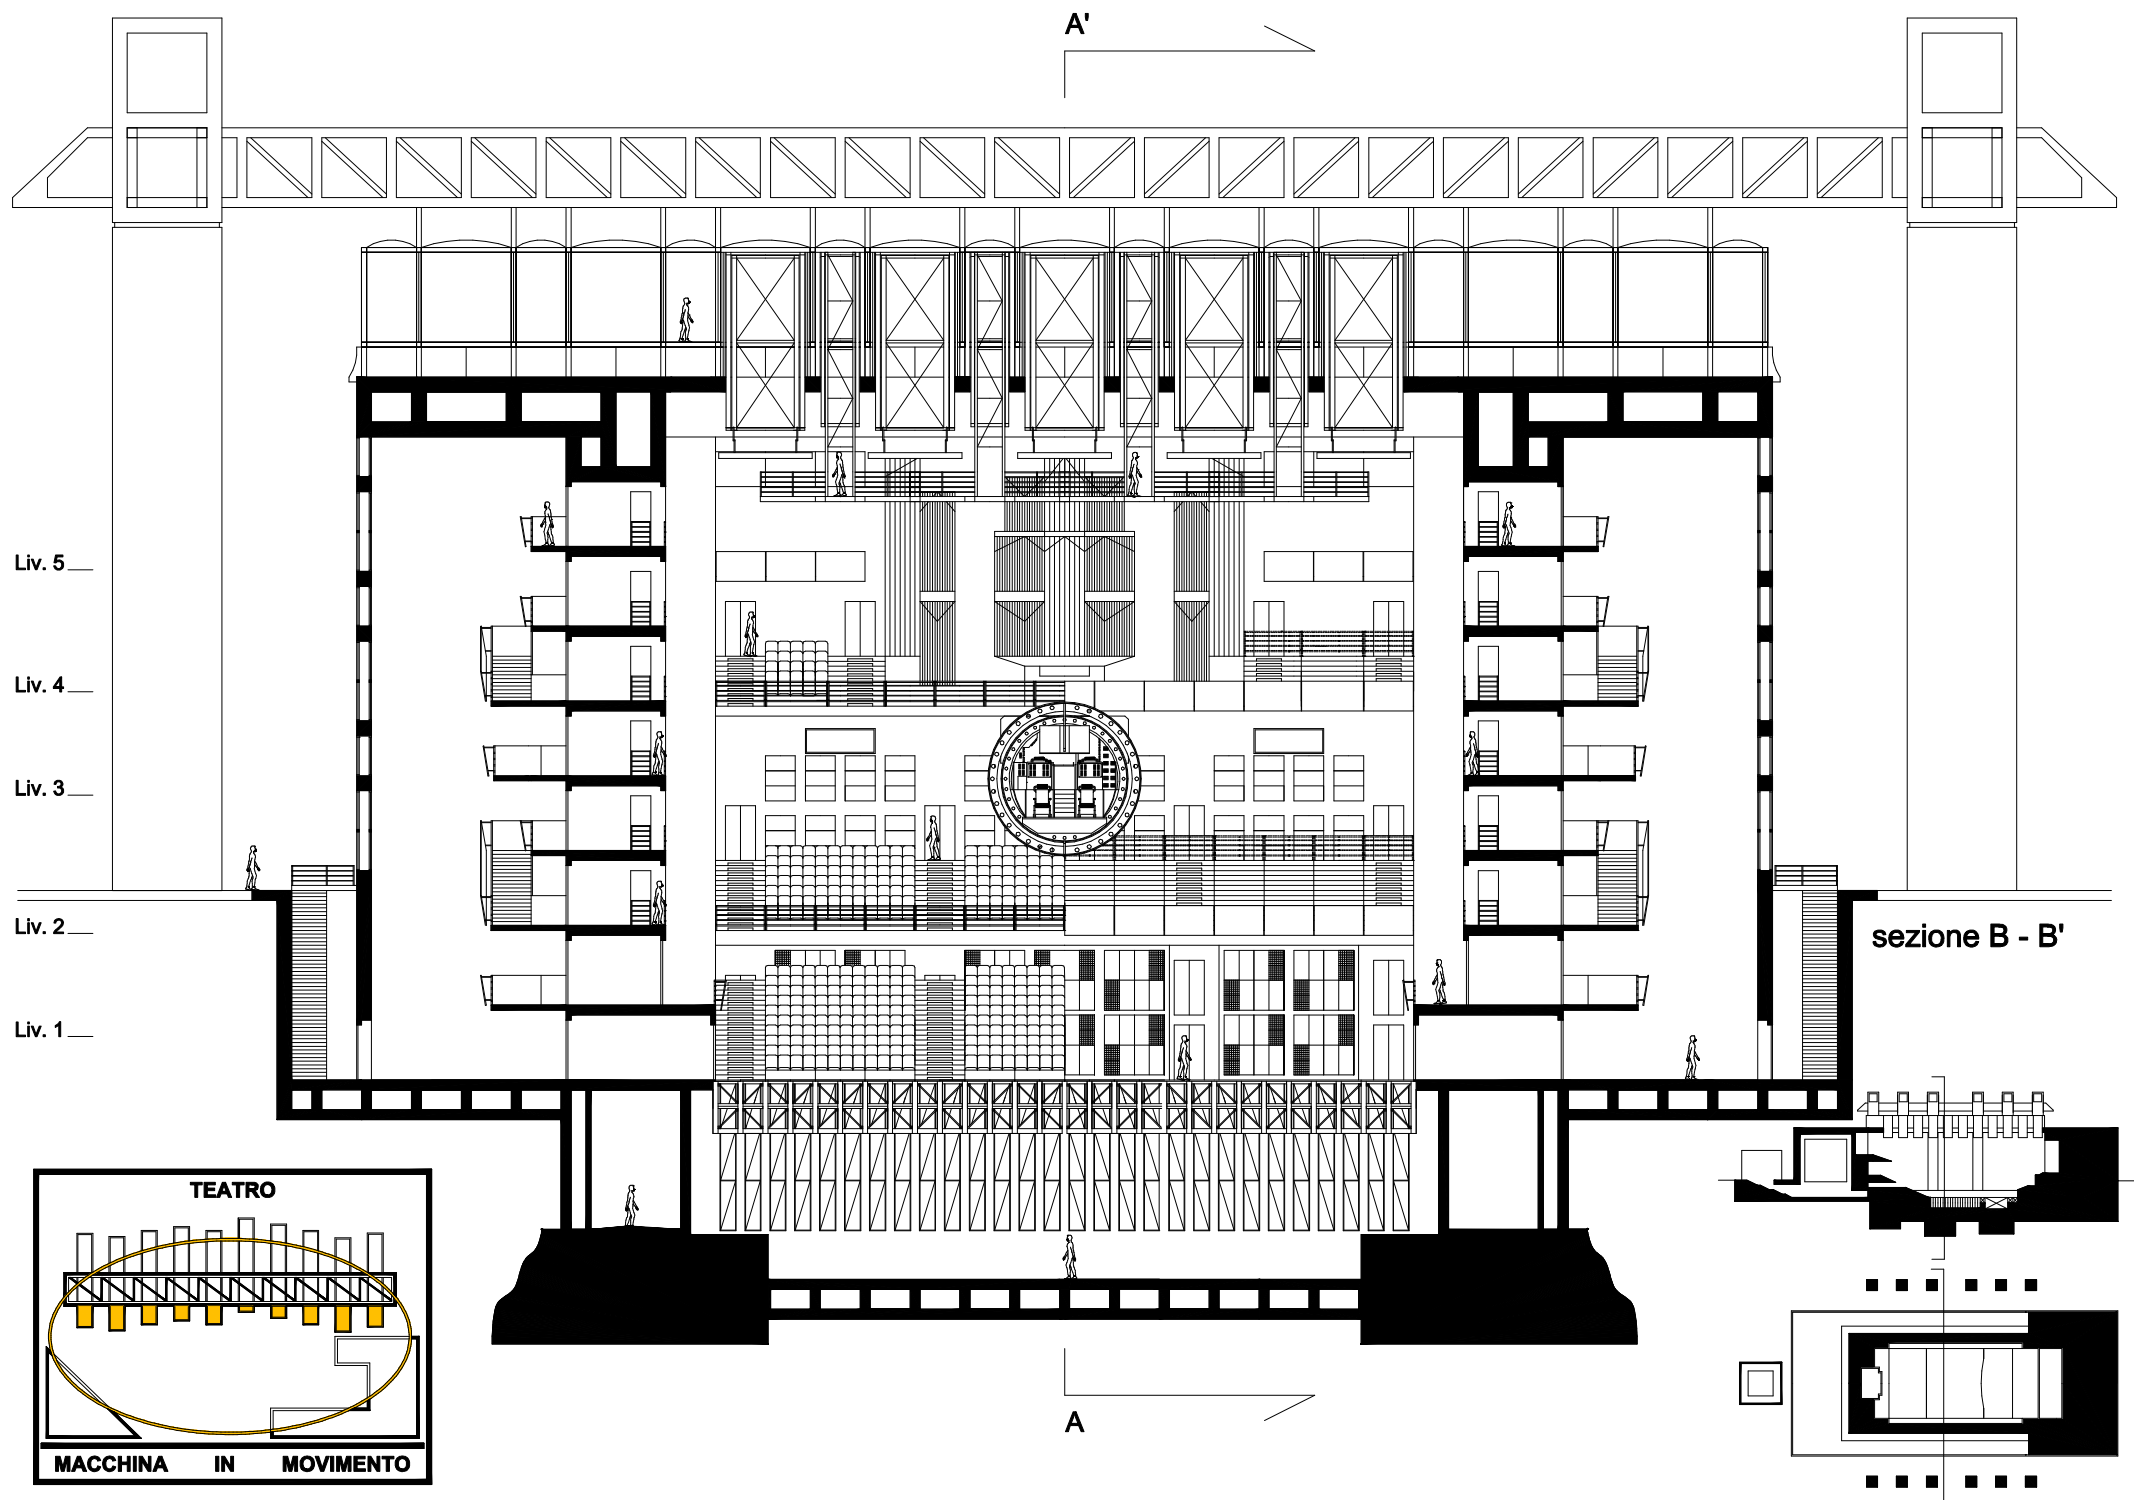 A'
Liv. 5
Liv. 4
Liv. 3
Liv. 2
sezione B - B'
Liv. 1
TEATRO
MACCHINA IN MOVIMENTO
A